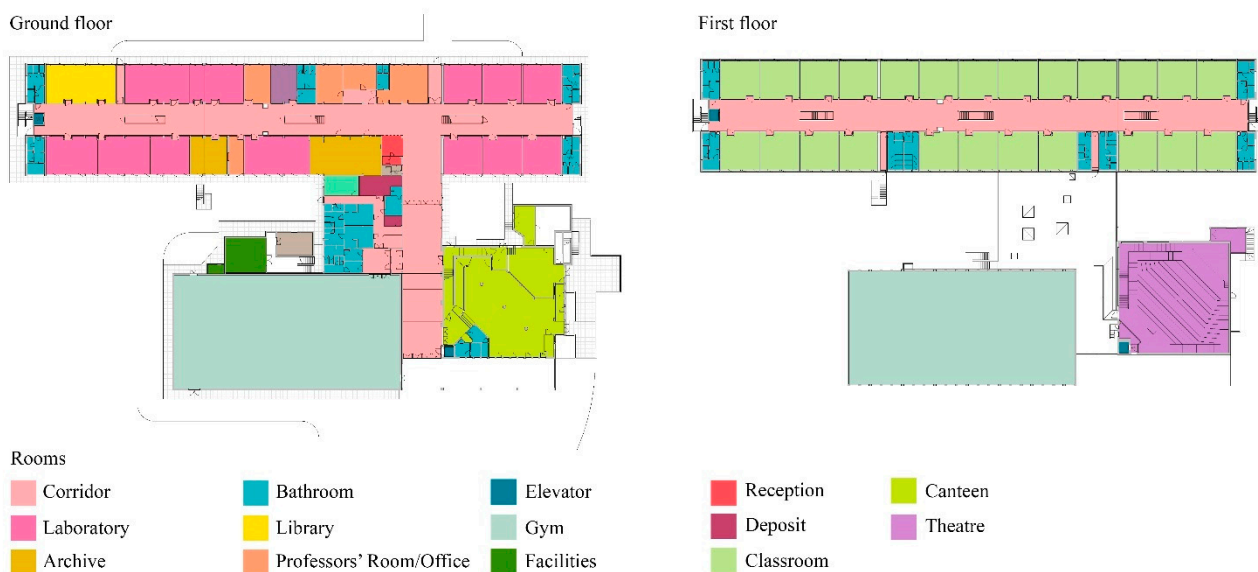 Ground floor
First floor
Rooms
Corridor
Laboratory
Archive
Bathroom
Library
Professors' Room/Office
Elevator
Gym
Facilities
Reception
Deposit
Classroom
Canteen
Theatre